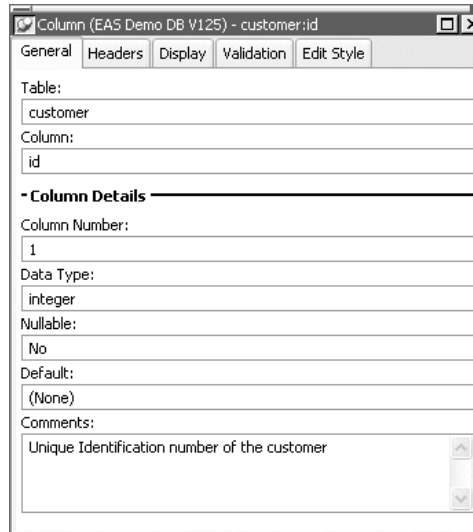 Column (EAS Demo DB V125) - customer:id
General Headers Display Validation Edit Style
Table:
customer
Column:
id
Column Details
Column Number:
1
Data Type:
integer
Nullable:
No
Default:
(None)
Comments:
Unique Identification number of the customer